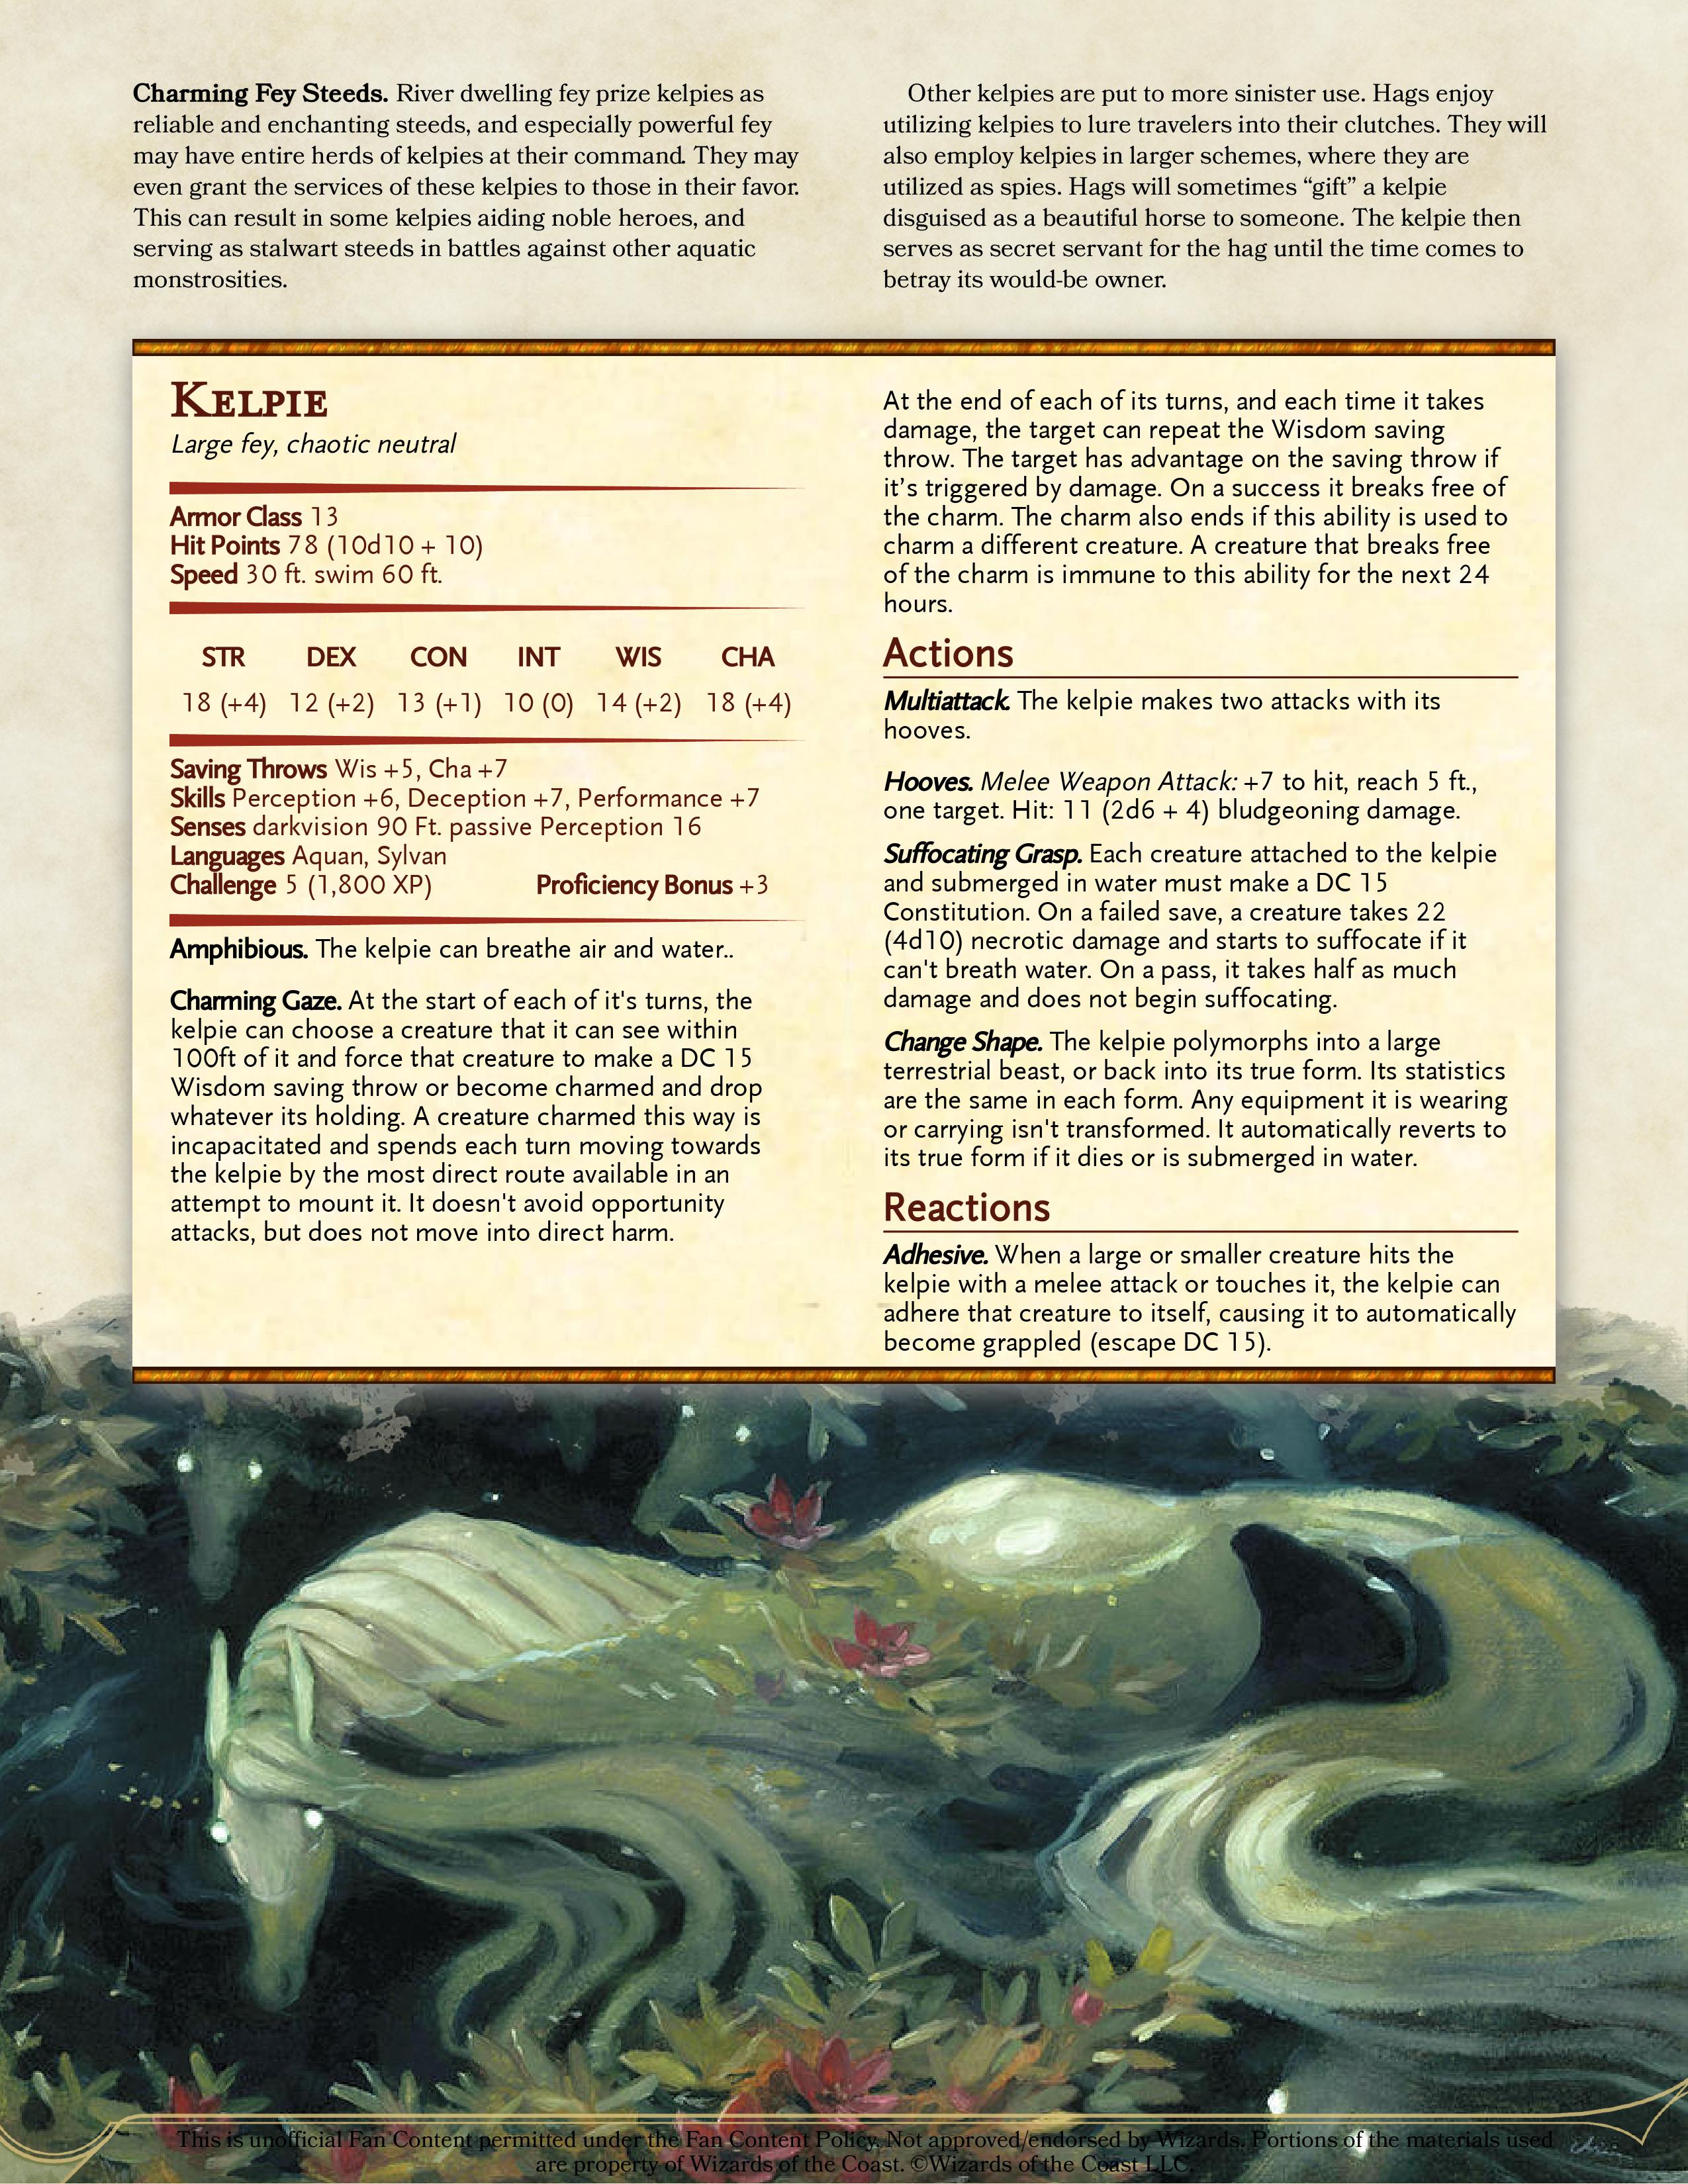 Charming Fey Steeds. River dwelling fey prize kelpies as
reliable and enchanting steeds, and especially powerful fey
may have entire herds of kelpies at their command. They may
even grant the services of these kelpies to those in their favor.
This can result in some kelpies aiding noble heroes, and
serving as stalwart steeds in battles against other aquatic
monstrosities.
Other kelpies are put to more sinister use. Hags enjoy
utilizing kelpies to lure travelers into their clutches. They will
also employ kelpies in larger schemes, where they are
utilized as spies. Hags will sometimes “gift” a kelpie
disguised as a beautiful horse to someone. The kelpie then
serves as secret servant for the hag until the time comes to
betray its would-be owner.
KELPIE
Large fey, chaotic neutral
Armor Class 13
Hit Points 78 (10d10 + 10)
Speed 30 ft. swim 60 ft.
STR DEX CON INT WIS CHA
18 (+4) 12 (+2) 13 (+1) 10 (0) 14 (+2) 18 (+4)
Saving Throws Wis +5, Cha +7
Skills Perception +6, Deception +7, Performance +7
Senses darkvision 90 Ft. passive Perception 16
Languages Aquan, Sylvan
Challenge 5 (1,800 XP) Proficiency Bonus +3
Amphibious. The kelpie can breathe air and water..
Charming Gaze. At the start of each of it's turns, the
kelpie can choose a creature that it can see within
100ft of it and force that creature to make a DC 15
Wisdom saving throw or become charmed and drop
whatever its holding. A creature charmed this way is
incapacitated and spends each turn moving towards
the kelpie by the most direct route available in an
attempt to mount it. It doesn't avoid opportunity
attacks, but does not move into direct harm.
At the end of each of its turns, and each time it takes
damage, the target can repeat the Wisdom saving
throw. The target has advantage on the saving throw if
it’s triggered by damage. On a success it breaks free of
the charm. The charm also ends if this ability is used to
charm a different creature. A creature that breaks free
of the charm is immune to this ability for the next 24
hours.
Actions
Multiattack. The kelpie makes two attacks with its
hooves.
Hooves. Melee Weapon Attack: +7 to hit, reach 5 ft.,
one target. Hit: 11 (2d6 + 4) bludgeoning damage.
Suffocating Grasp. Each creature attached to the kelpie
and submerged in water must make a DC 15
Constitution. On a failed save, a creature takes 22
(4d10) necrotic damage and starts to suffocate if it
can't breath water. On a pass, it takes half as much
damage and does not begin suffocating.
Change Shape. The kelpie polymorphs into a large
terrestrial beast, or back into its true form. Its statistics
are the same in each form. Any equipment it is wearing
or carrying isn't transformed. It automatically reverts to
its true form if it dies or is submerged in water.
Reactions
Adhesive. When a large or smaller creature hits the
kelpie with a melee attack or touches it, the kelpie can
adhere that creature to itself, causing it to automatically
become grappled (escape DC 15).
This is unofficial Fan Content permitted under the Fan Content Policy. Not approved/endorsed by Wizards. Portions of the materials used
are property of Wizards of the Coast. ©Wizards of the Coast LLC.